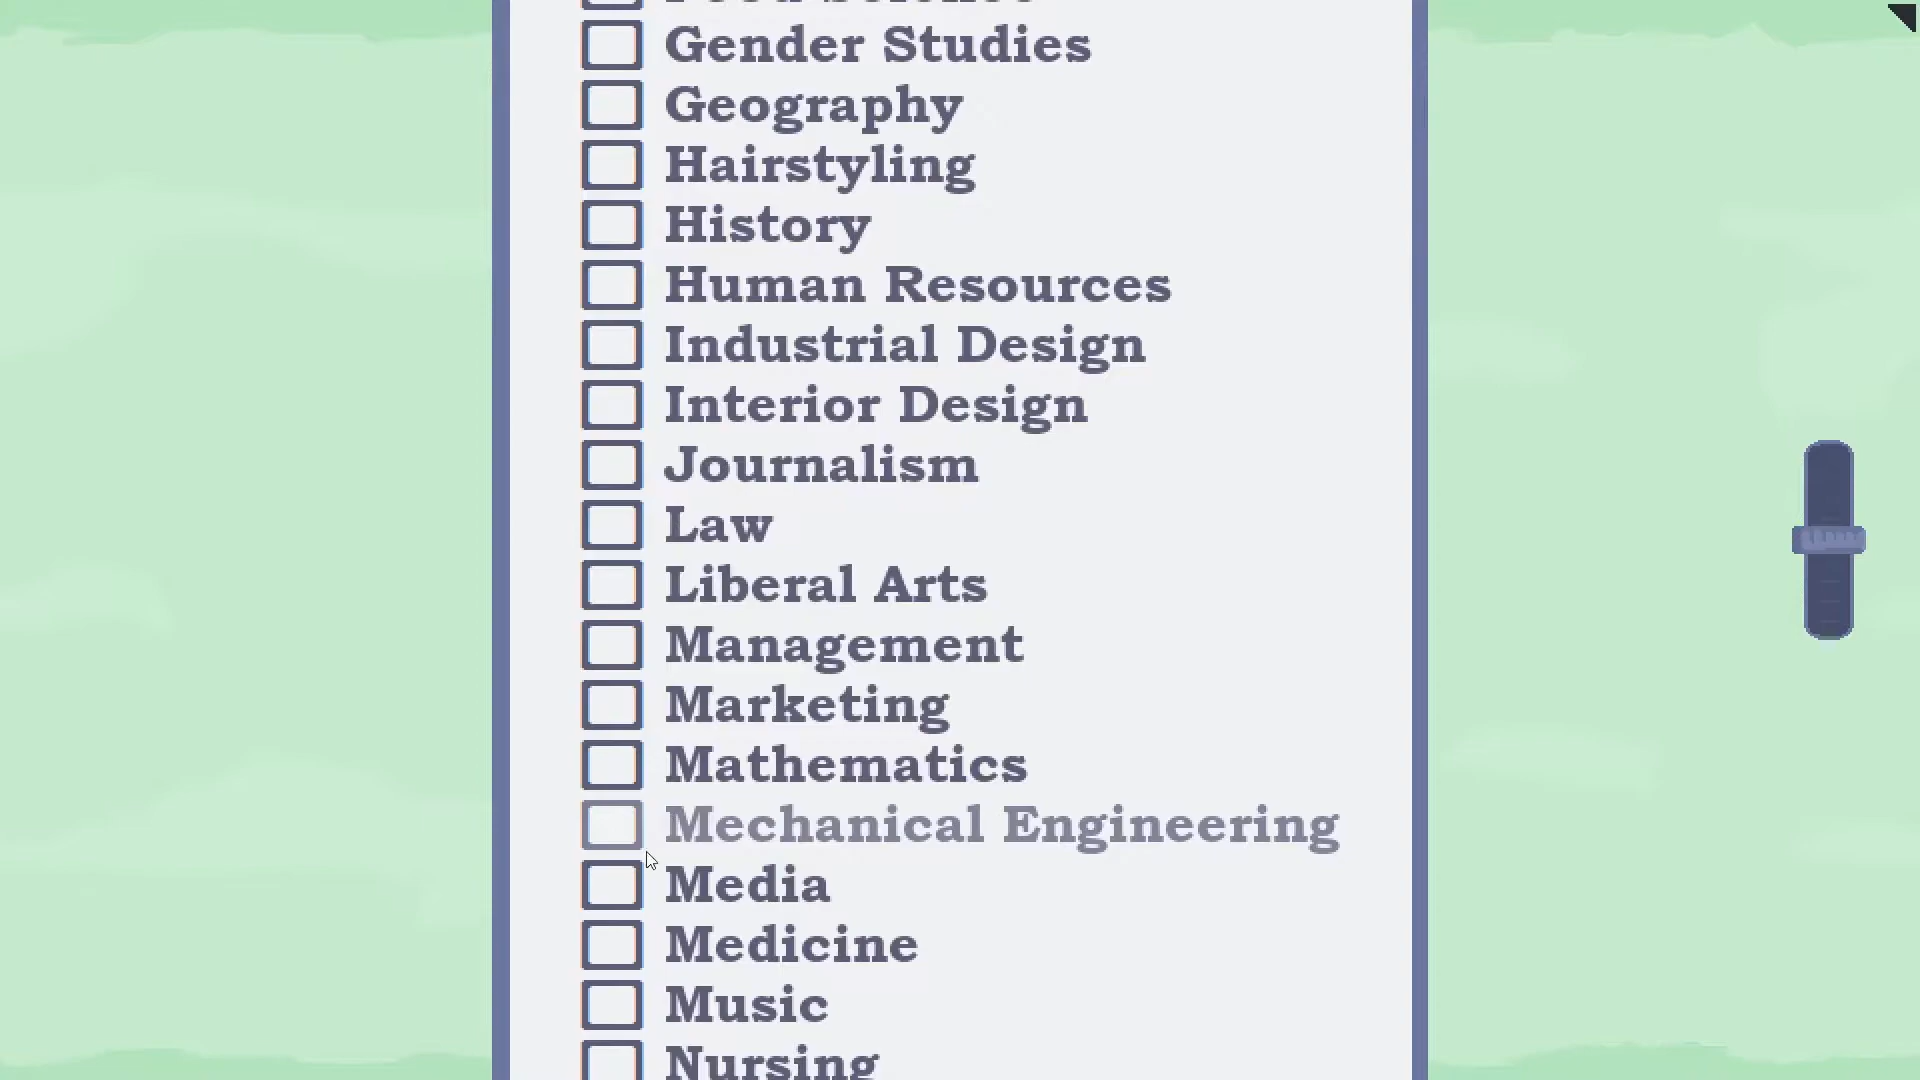 Gender Studies
Geography
Hairstyling
History
Human Resources
Industrial Design
Interior Design
Journalism
Law
Liberal Arts
Management
Marketing
Mathematics
Mechanical Engineering
Media
Medicine
Music
Nursing